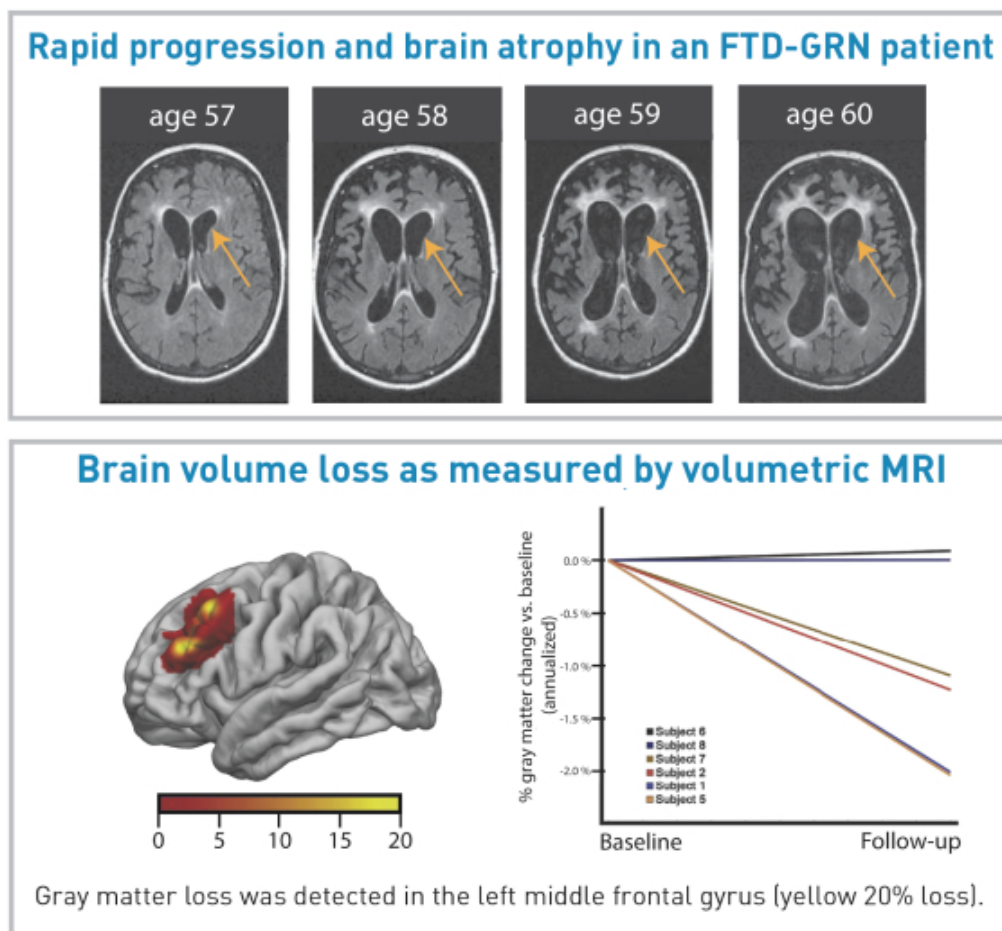 Rapid progression and brain atrophy in an FTD-GRN patient
age 57
age 58
age 59
age 60
Brain volume loss as measured by volumetric MRI
0 5 10 15 20
% gray matter change vs. baseline
(annualized)
0.0 %
-0.5 %
-1.0 %
-1.5 %
-2.0 %
Subject 6
Subject 8
Subject 7
Subject 2
Subject 1
Subject 5
Baseline
Follow-up
Gray matter loss was detected in the left middle frontal gyrus (yellow 20% loss).